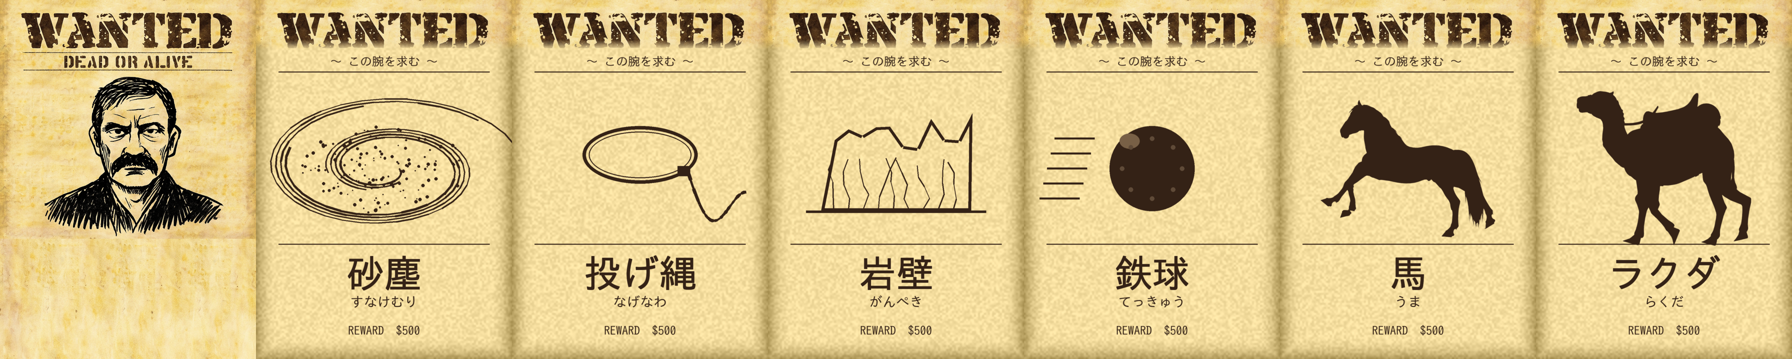 WANTED
DEAD OR ALIVE
WANTED
～ この腕を求む ～
砂塵
すなけむり
REWARD $500
WANTED
～ この腕を求む ～
投げ縄
なげなわ
REWARD $500
WANTED
～ この腕を求む ～
岩壁
がんぺき
REWARD $500
WANTED
～ この腕を求む ～
鉄球
てっきゅう
REWARD $500
WANTED
～ この腕を求む ～
馬
うま
REWARD $500
WANTED
～ この腕を求む ～
ラクダ
らくだ
REWARD $500